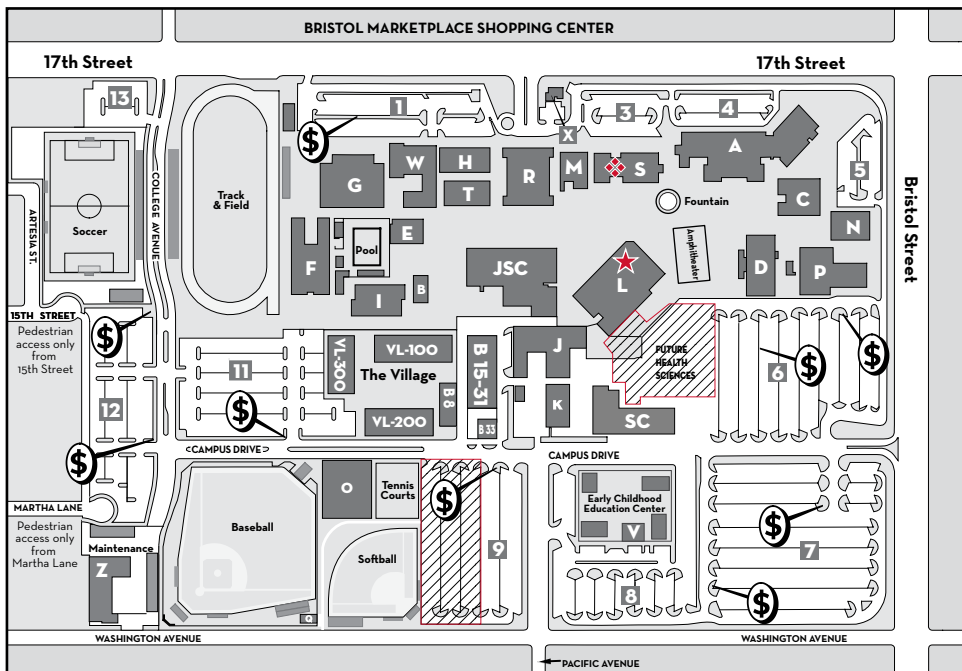 BRISTOL MARKETPLACE SHOPPING CENTER
17th Street
17th Street
13
1
3
4
$
X
5
G
W
H
T
R
M
S
A
C
N
COLLEGE AVENUE
ARTESIA ST.
Soccer
Track
& Field
Fountain
Bristol Street
Amphitheater
E
Pool
F
I
B
JSC
L
D
P
15TH STREET
Pedestrian
access only
from
15th Street
$
11
12
$
$
VL-300
VL-100
The Village
VL-200
B 8
B 15-31
B 33
J
K
SC
FUTURE
HEALTH
SCIENCES
6
$
$
CAMPUS DRIVE
CAMPUS DRIVE
MARTHA LANE
Pedestrian
access only
from
Martha Lane
Maintenance
Z
Baseball
O
Tennis
Courts
Softball
Q
$
9
Early Childhood
Education Center
V
8
$
7
$
WASHINGTON AVENUE
WASHINGTON AVENUE
PACIFIC AVENUE